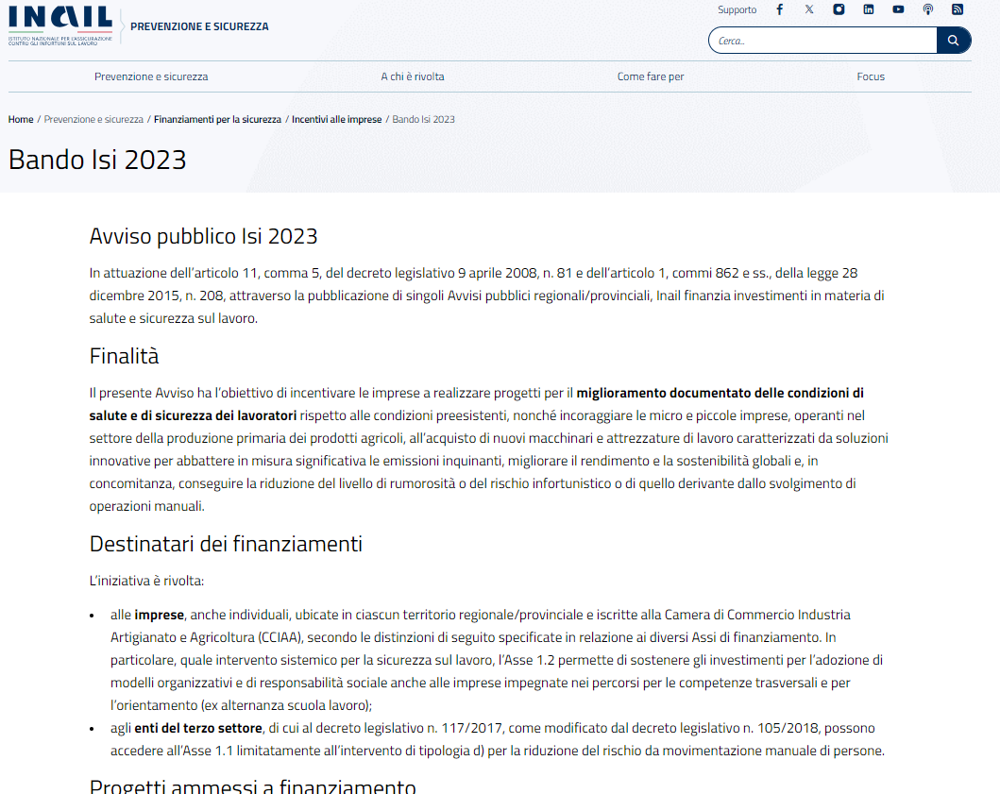 INAIL
ISTITUTO NAZIONALE PER L'ASSICURAZIONE
CONTRO GLI INFORTUNI SUL LAVORO
PREVENZIONE E SICUREZZA
Supporto
Cerca...
Prevenzione e sicurezza
A chi è rivolta
Come fare per
Focus
Home / Prevenzione e sicurezza / Finanziamenti per la sicurezza / Incentivi alle imprese / Bando Isi 2023
Bando Isi 2023
Avviso pubblico Isi 2023
In attuazione dell’articolo 11, comma 5, del decreto legislativo 9 aprile 2008, n. 81 e dell’articolo 1, commi 862 e ss., della legge 28
dicembre 2015, n. 208, attraverso la pubblicazione di singoli Avvisi pubblici regionali/provinciali, Inail finanzia investimenti in materia di
salute e sicurezza sul lavoro.
Finalità
Il presente Avviso ha l’obiettivo di incentivare le imprese a realizzare progetti per il miglioramento documentato delle condizioni di
salute e di sicurezza dei lavoratori rispetto alle condizioni preesistenti, nonché incoraggiare le micro e piccole imprese, operanti nel
settore della produzione primaria dei prodotti agricoli, all’acquisto di nuovi macchinari e attrezzature di lavoro caratterizzati da soluzioni
innovative per abbattere in misura significativa le emissioni inquinanti, migliorare il rendimento e la sostenibilità globali e, in
concomitanza, conseguire la riduzione del livello di rumorosità o del rischio infortunistico o di quello derivante dallo svolgimento di
operazioni manuali.
Destinatari dei finanziamenti
L’iniziativa è rivolta:
• alle imprese, anche individuali, ubicate in ciascun territorio regionale/provinciale e iscritte alla Camera di Commercio Industria
Artigianato e Agricoltura (CCIAA), secondo le distinzioni di seguito specificate in relazione ai diversi Assi di finanziamento. In
particolare, quale intervento sistemico per la sicurezza sul lavoro, l’Asse 1.2 permette di sostenere gli investimenti per l’adozione di
modelli organizzativi e di responsabilità sociale anche alle imprese impegnate nei percorsi per le competenze trasversali e per
l’orientamento (ex alternanza scuola lavoro);
• agli enti del terzo settore, di cui al decreto legislativo n. 117/2017, come modificato dal decreto legislativo n. 105/2018, possono
accedere all’Asse 1.1 limitatamente all’intervento di tipologia d) per la riduzione del rischio da movimentazione manuale di persone.
Progetti ammessi a finanziamento